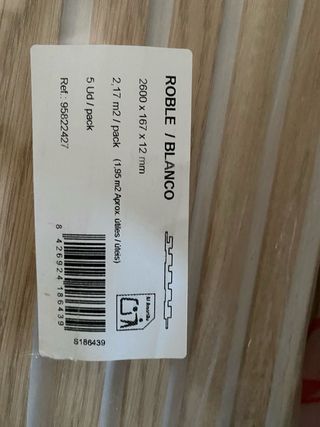 ROBLE / BLANCO
2600 x 167 x 12 mm
2,17 m2 / pack (1,95 m2 Aprox. útiles / úteis)
5 Ud / pack
Ref.: 95822427
8 426924 186439
S186439